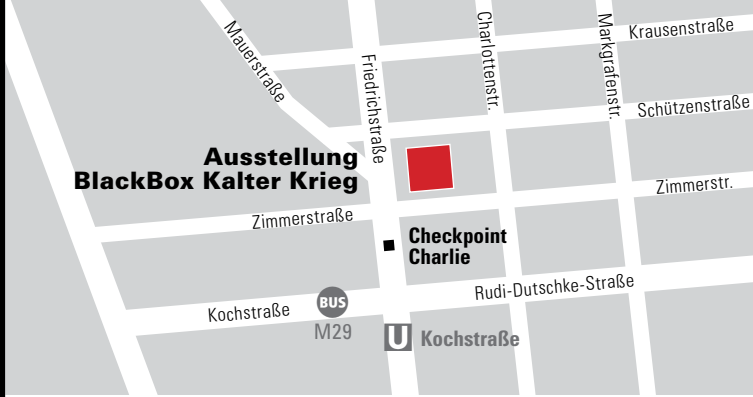 Mauerstraße
Friedrichstraße
Charlottenstr.
Markgrafenstr.
Krausenstraße
Schützenstraße
Ausstellung
BlackBox Kalter Krieg
Zimmerstr.
Zimmerstraße
Checkpoint
Charlie
Rudi-Dutschke-Straße
Kochstraße
BUS
M29
U Kochstraße